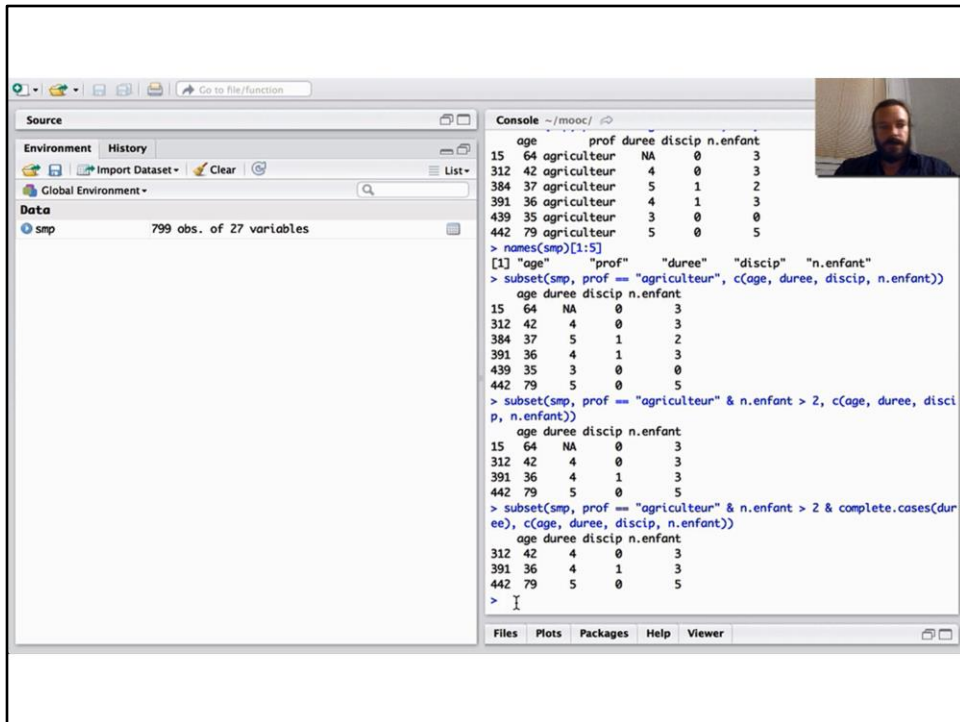 Go to file/function
Source
Environment History
Import Dataset Clear List
Global Environment
Data
smp 799 obs. of 27 variables
Console ~/mooc/
age prof duree discip n.enfant
15 64 agriculteur NA 0 3
312 42 agriculteur 4 0 3
384 37 agriculteur 5 1 2
391 36 agriculteur 4 1 3
439 35 agriculteur 3 0 0
442 79 agriculteur 5 0 5
> names(smp)[1:5]
[1] "age" "prof" "duree" "discip" "n.enfant"
> subset(smp, prof == "agriculteur", c(age, duree, discip, n.enfant))
age duree discip n.enfant
15 64 NA 0 3
312 42 4 0 3
384 37 5 1 2
391 36 4 1 3
439 35 3 0 0
442 79 5 0 5
> subset(smp, prof == "agriculteur" & n.enfant > 2, c(age, duree, disci
p, n.enfant))
age duree discip n.enfant
15 64 NA 0 3
312 42 4 0 3
391 36 4 1 3
442 79 5 0 5
> subset(smp, prof == "agriculteur" & n.enfant > 2 & complete.cases(dur
ee), c(age, duree, discip, n.enfant))
age duree discip n.enfant
312 42 4 0 3
391 36 4 1 3
442 79 5 0 5
>
Files Plots Packages Help Viewer